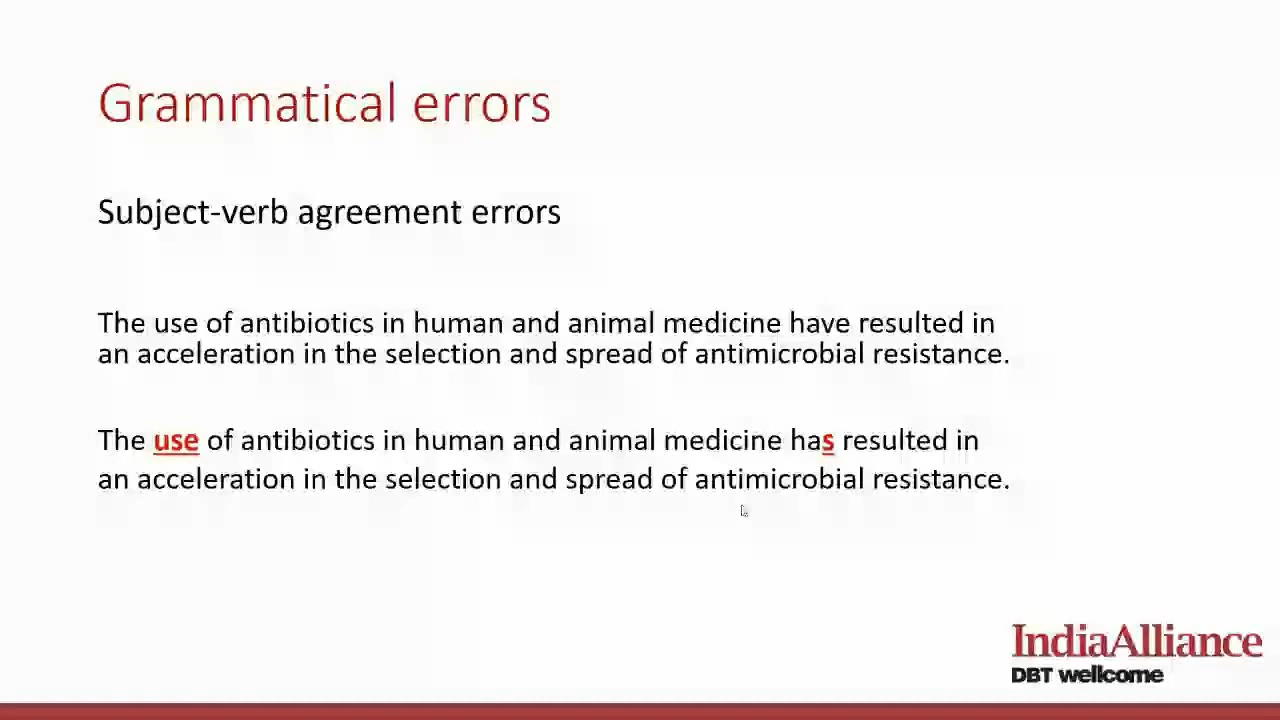 Grammatical errors
Subject-verb agreement errors
The use of antibiotics in human and animal medicine have resulted in
an acceleration in the selection and spread of antimicrobial resistance.
The use of antibiotics in human and animal medicine has resulted in
an acceleration in the selection and spread of antimicrobial resistance.
IndiaAlliance
DBT wellcome